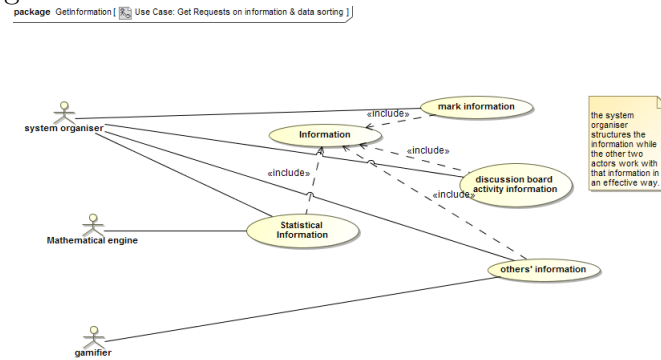 package GetInformation [ Use Case: Get Requests on information & data sorting ]
system organiser
mark information
«include»
Information
«include»
discussion board
activity information
«include»
«include»
Statistical
Information
Mathematical engine
others' information
gamifier
the system
organiser
structures the
information while
the other two
actors work with
that information in
an effective way.